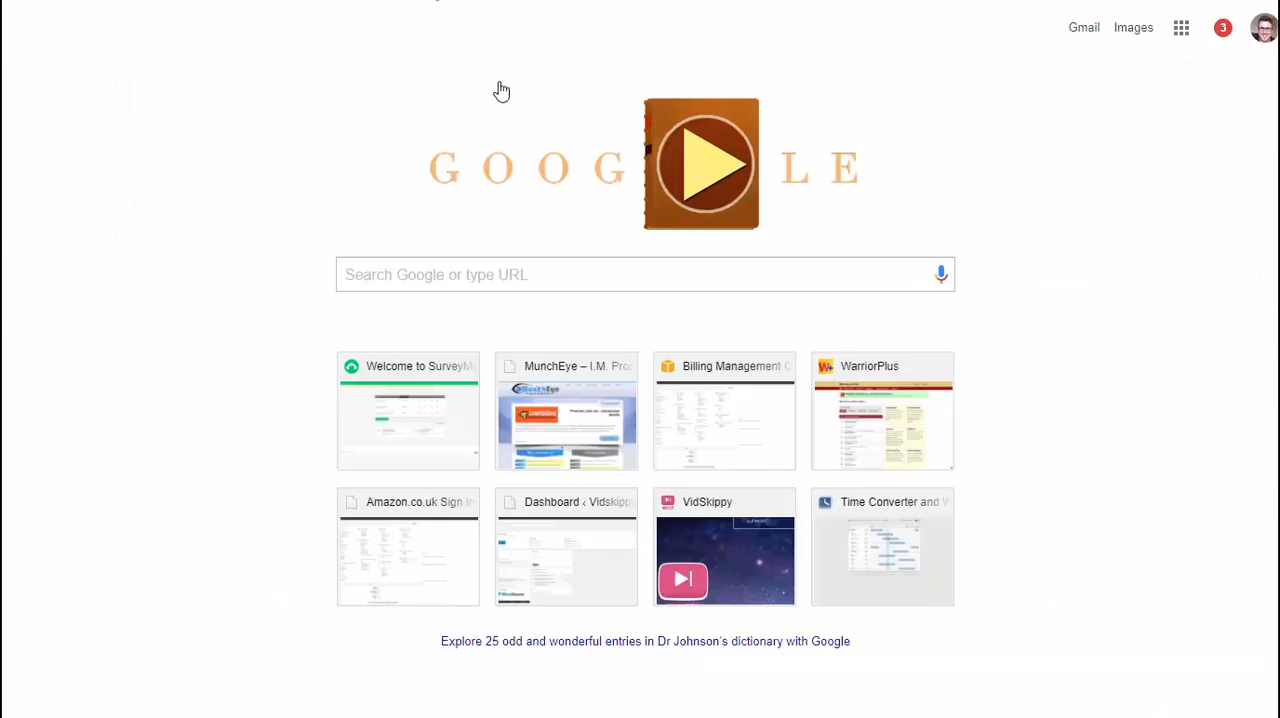 Gmail Images 3
G O O G L E
Search Google or type URL
Welcome to SurveyM
MunchEye – I.M. Pro
Billing Management C
WarriorPlus
Amazon.co.uk Sign In
Dashboard ‹ Vidskippy
VidSkippy
Time Converter and W
Explore 25 odd and wonderful entries in Dr Johnson's dictionary with Google